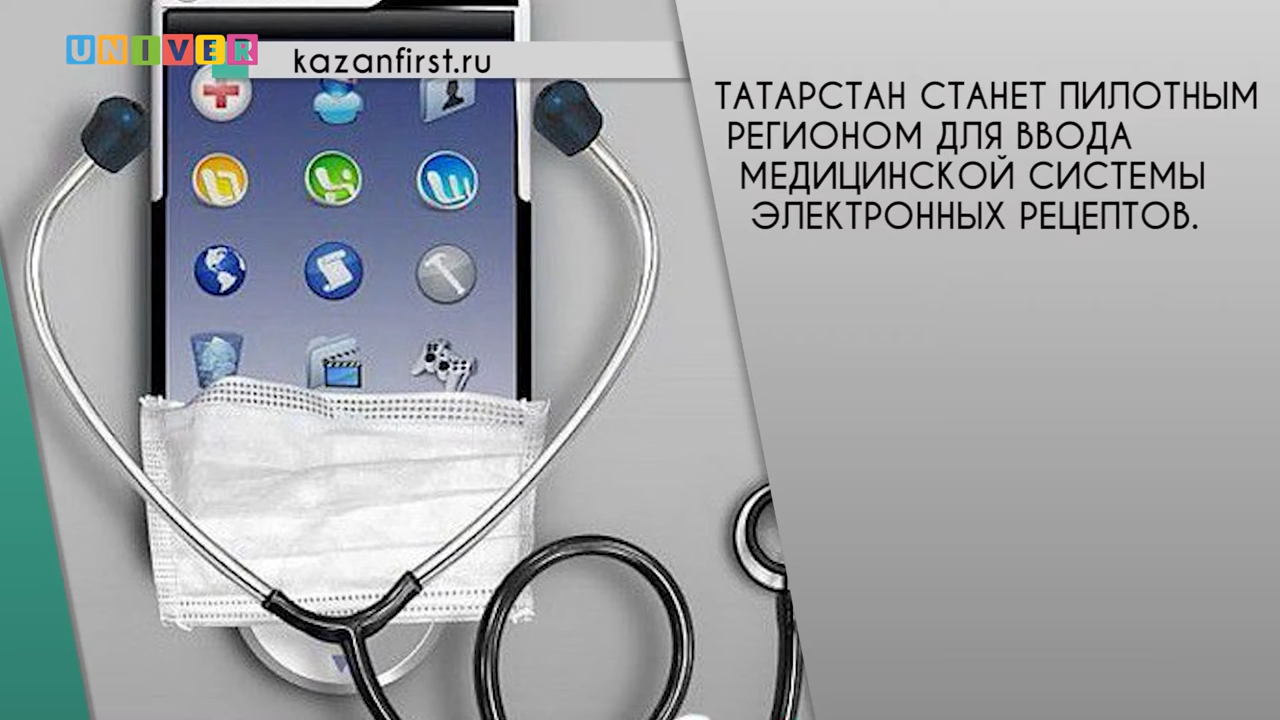 UNIVER
kazanfirst.ru
ТАТАРСТАН СТАНЕТ ПИЛОТНЫМ
РЕГИОНОМ ДЛЯ ВВОДА
МЕДИЦИНСКОЙ СИСТЕМЫ
ЭЛЕКТРОННЫХ РЕЦЕПТОВ.